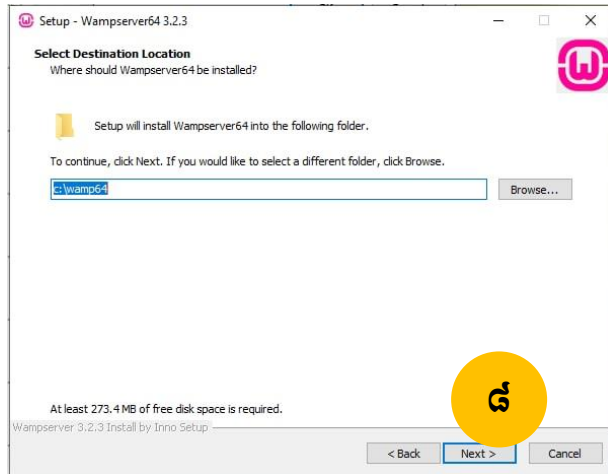 Setup - Wampserver64 3.2.3
Select Destination Location
Where should Wampserver64 be installed?
Setup will install Wampserver64 into the following folder.
To continue, click Next. If you would like to select a different folder, click Browse.
c:\wamp64
Browse...
At least 273.4 MB of free disk space is required.
Wampserver 3.2.3 Install by Inno Setup
៨
< Back
Next >
Cancel